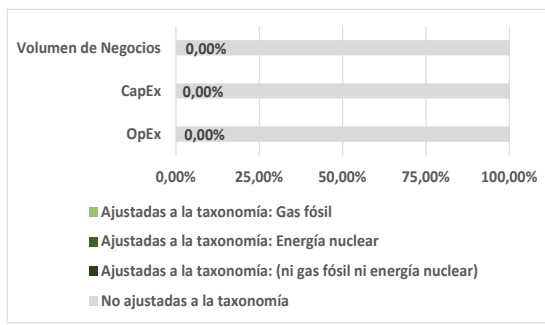 Volumen de Negocios 0,00%
CapEx 0,00%
OpEx 0,00%
0,00% 25,00% 50,00% 75,00% 100,00%
Ajustadas a la taxonomía: Gas fósil
Ajustadas a la taxonomía: Energía nuclear
Ajustadas a la taxonomía: (ni gas fósil ni energía nuclear)
No ajustadas a la taxonomía